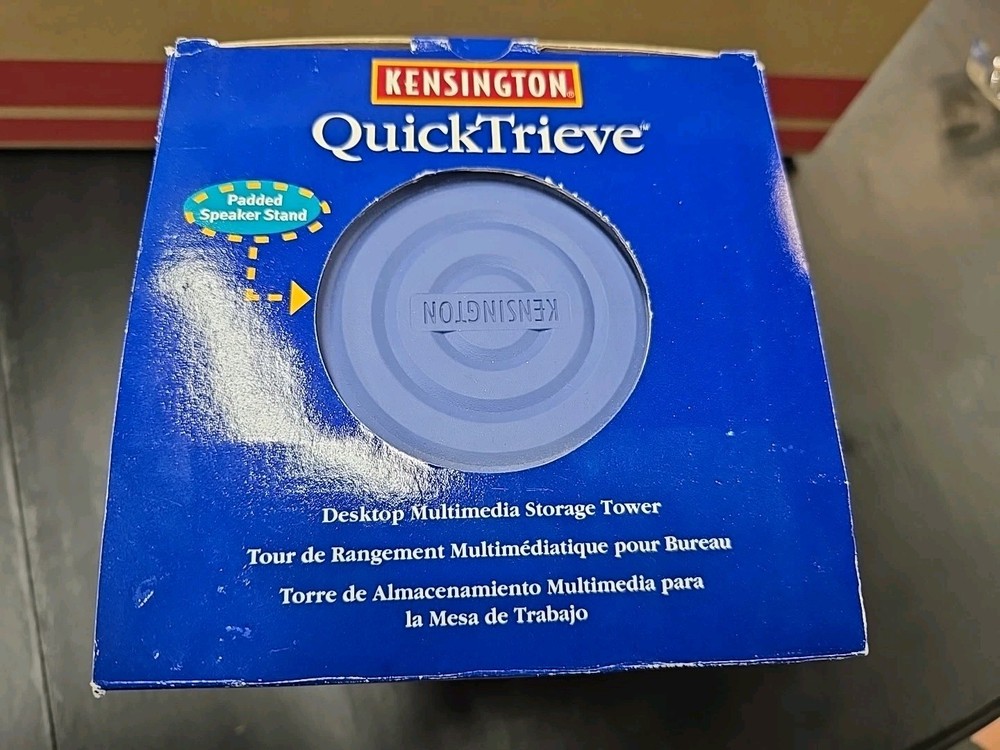 KENSINGTON®
QuickTrieve™
Padded
Speaker Stand
KENSINGTON
Desktop Multimedia Storage Tower
Tour de Rangement Multimédiatique pour Bureau
Torre de Almacenamiento Multimedia para
la Mesa de Trabajo